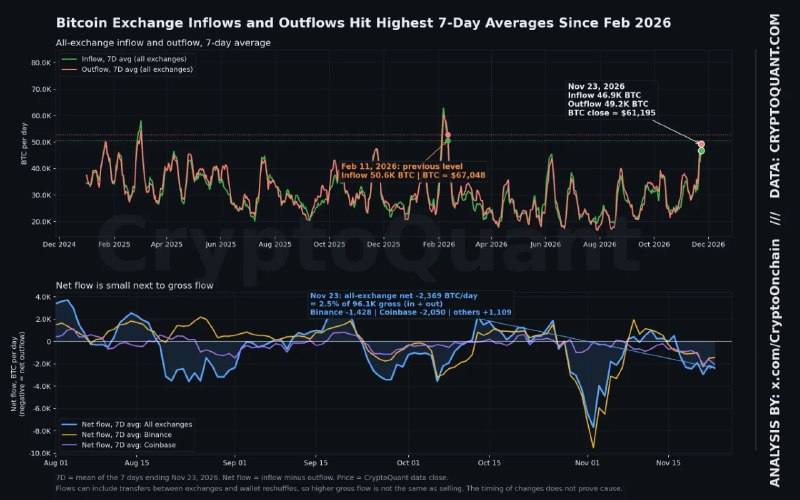 Bitcoin Exchange Inflows and Outflows Hit Highest 7-Day Averages Since Feb 2026
All-exchange inflow and outflow, 7-day average
Inflow, 7D avg (all exchanges)
Outflow, 7D avg (all exchanges)
BTC per day
80.0K
70.0K
60.0K
50.0K
40.0K
30.0K
20.0K
Nov 23, 2026
Inflow 46.9K BTC
Outflow 49.2K BTC
BTC close ≈ $61,195
Feb 11, 2026: previous level
Inflow 50.6K BTC | BTC ≈ $67,048
Dec 2024 Feb 2025 Apr 2025 Jun 2025 Aug 2025 Oct 2025 Dec 2025 Feb 2026 Apr 2026 Jun 2026 Aug 2026 Oct 2026 Dec 2026
CryptoQuant
Net flow is small next to gross flow
Nov 23: all-exchange net -2,369 BTC/day
= 2.5% of 96.1K gross (in + out)
Binance -1,428 | Coinbase -2,050 | others +1,109
Net flow, BTC per day
(negative = net outflow)
4.0K
2.0K
0
-2.0K
-4.0K
-6.0K
-8.0K
-10.0K
Net flow, 7D avg: All exchanges
Net flow, 7D avg: Binance
Net flow, 7D avg: Coinbase
Aug 01 Aug 15 Sep 01 Sep 15 Oct 01 Oct 15 Nov 01 Nov 15
7D = mean of the 7 days ending Nov 23, 2026. Net flow = inflow minus outflow. Price = CryptoQuant data close.
Flows can include transfers between exchanges and wallet reshuffles, so higher gross flow is not the same as selling. The timing of changes does not prove cause.
ANALYSIS BY: x.com/CryptoOnchain /// DATA: CRYPTOQUANT.COM